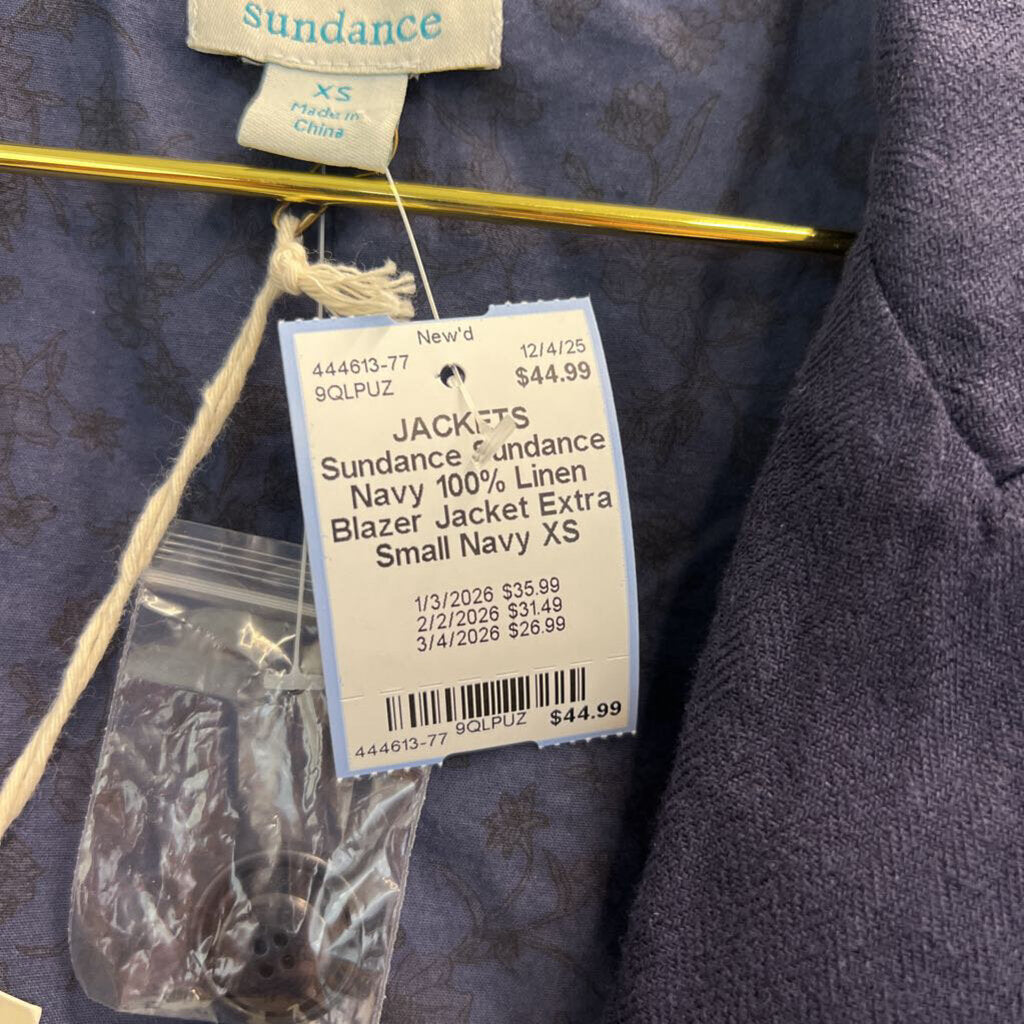 sundance
XS
Made in
China
New'd
444613-77 12/4/25
9QLPUZ $44.99
JACKETS
Sundance Sundance
Navy 100% Linen
Blazer Jacket Extra
Small Navy XS
1/3/2026 $35.99
2/2/2026 $31.49
3/4/2026 $26.99
444613-77 9QLPUZ $44.99